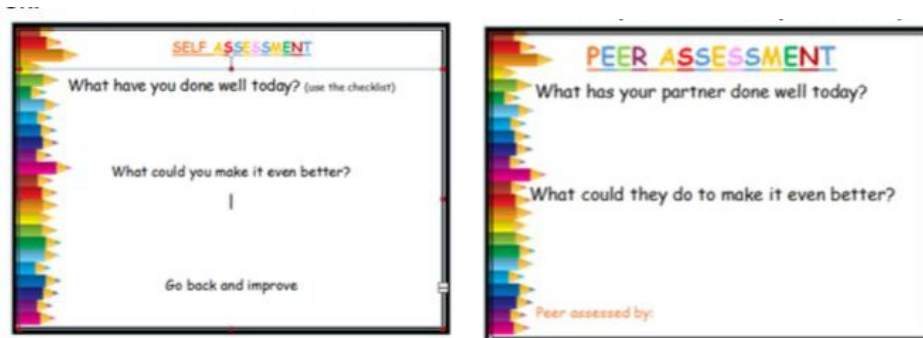 SELF ASSESSMENT
What have you done well today? (use the checklist)
What could you make it even better?
Go back and improve
PEER ASSESSMENT
What has your partner done well today?
What could they do to make it even better?
Peer assessed by: